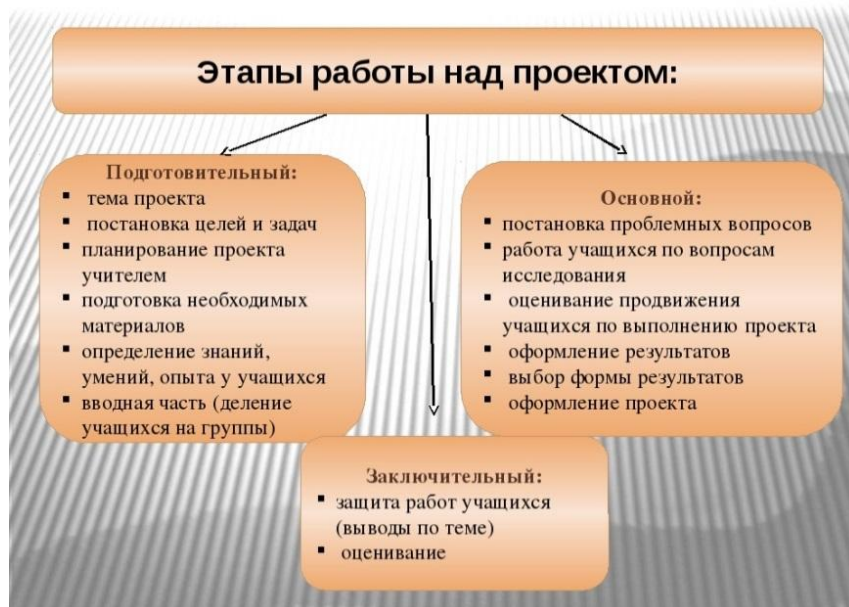 Этапы работы над проектом:
Подготовительный:
▪ тема проекта
▪ постановка целей и задач
▪ планирование проекта
учителем
▪ подготовка необходимых
материалов
▪ определение знаний,
умений, опыта у учащихся
▪ вводная часть (деление
учащихся на группы)
Основной:
▪ постановка проблемных вопросов
▪ работа учащихся по вопросам
исследования
▪ оценивание продвижения
учащихся по выполнению проекта
▪ оформление результатов
▪ выбор формы результатов
▪ оформление проекта
Заключительный:
▪ защита работ учащихся
(выводы по теме)
▪ оценивание